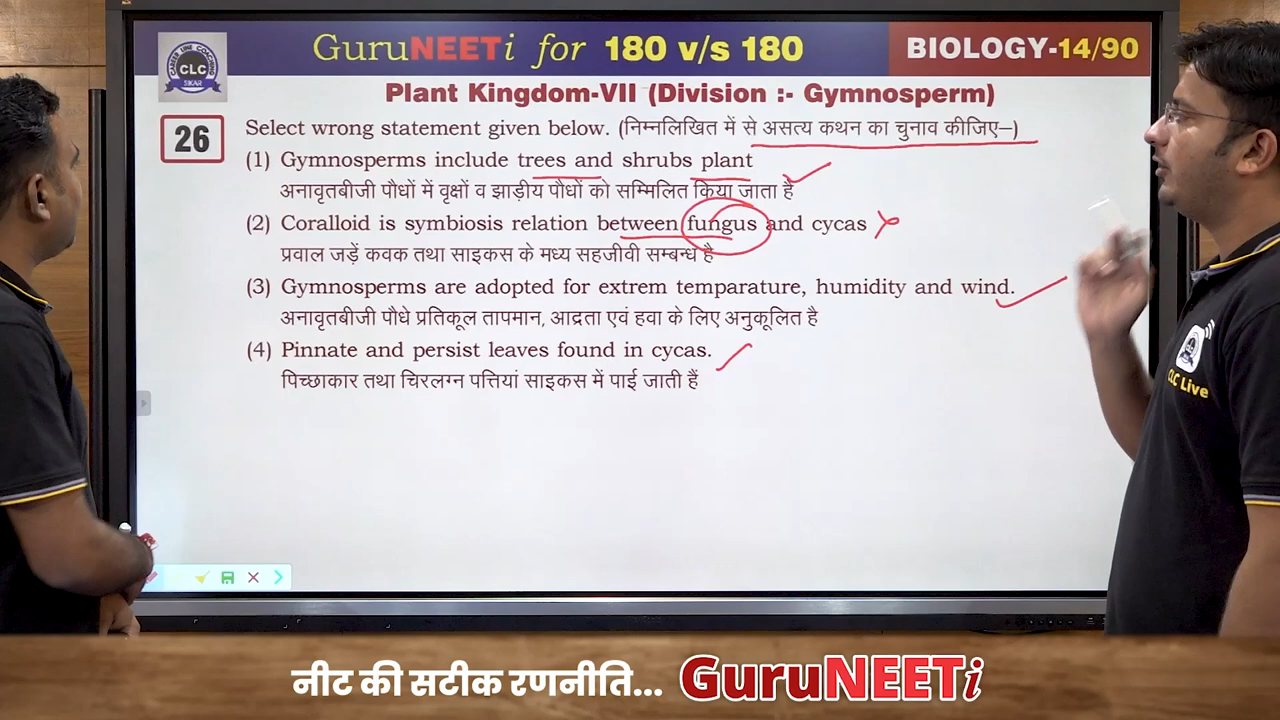 GuruNEETi for 180 v/s 180
BIOLOGY-14/90
CAREER LINE COACHING
CLC
SIKAR
Plant Kingdom-VII (Division :- Gymnosperm)
26
Select wrong statement given below. (निम्नलिखित में से असत्य कथन का चुनाव कीजिए–)
(1) Gymnosperms include trees and shrubs plant
अनावृतबीजी पौधों में वृक्षों व झाड़ीय पौधों को सम्मिलित किया जाता है
(2) Coralloid is symbiosis relation between fungus and cycas
प्रवाल जड़ें कवक तथा साइकस के मध्य सहजीवी सम्बन्ध है
(3) Gymnosperms are adopted for extrem temparature, humidity and wind.
अनावृतबीजी पौधे प्रतिकूल तापमान, आद्रता एवं हवा के लिए अनुकूलित है
(4) Pinnate and persist leaves found in cycas.
पिच्छाकार तथा चिरलग्न पत्तियां साइकस में पाई जाती हैं
CLC Live
नीट की सटीक रणनीति... GuruNEETi